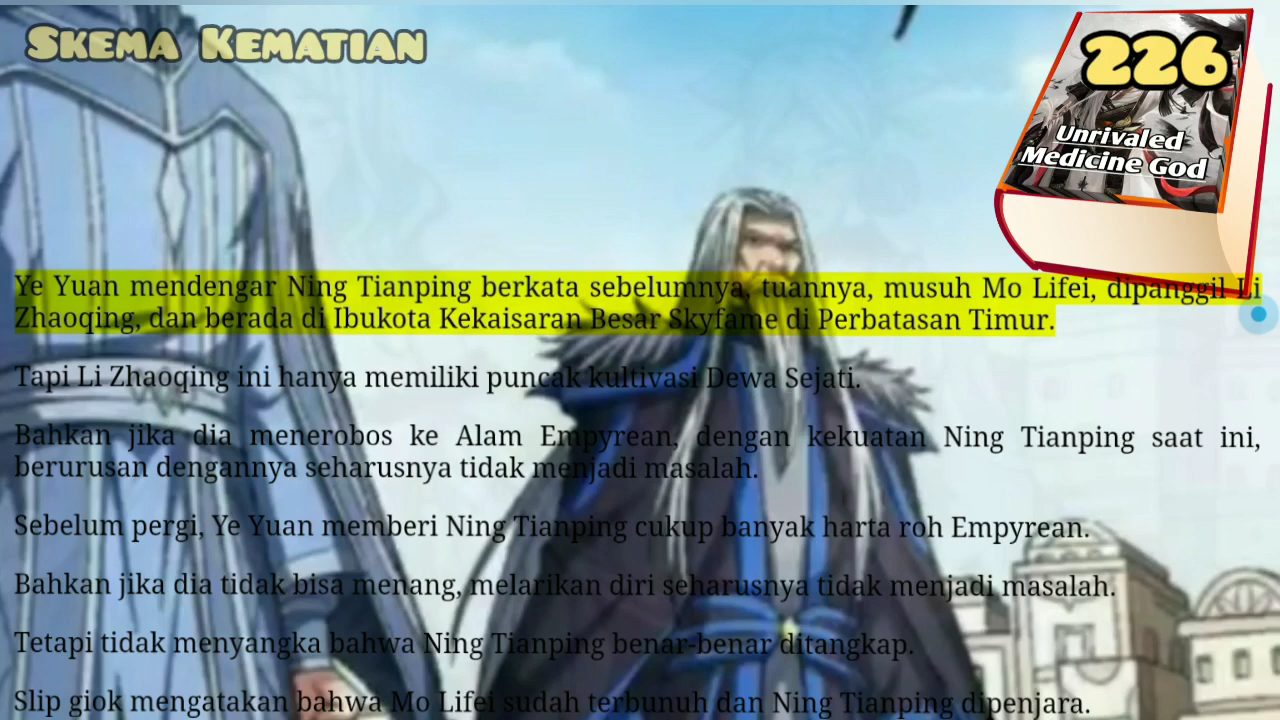 Skema Kematian
226
Unrivaled
Medicine God
Ye Yuan mendengar Ning Tianping berkata sebelumnya, tuannya, musuh Mo Lifei, dipanggil Li
Zhaoqing, dan berada di Ibukota Kekaisaran Besar Skyfame di Perbatasan Timur.
Tapi Li Zhaoqing ini hanya memiliki puncak kultivasi Dewa Sejati.
Bahkan jika dia menerobos ke Alam Empyrean, dengan kekuatan Ning Tianping saat ini,
berurusan dengannya seharusnya tidak menjadi masalah.
Sebelum pergi, Ye Yuan memberi Ning Tianping cukup banyak harta roh Empyrean.
Bahkan jika dia tidak bisa menang, melarikan diri seharusnya tidak menjadi masalah.
Tetapi tidak menyangka bahwa Ning Tianping benar-benar ditangkap.
Slip giok mengatakan bahwa Mo Lifei sudah terbunuh dan Ning Tianping dipenjara.